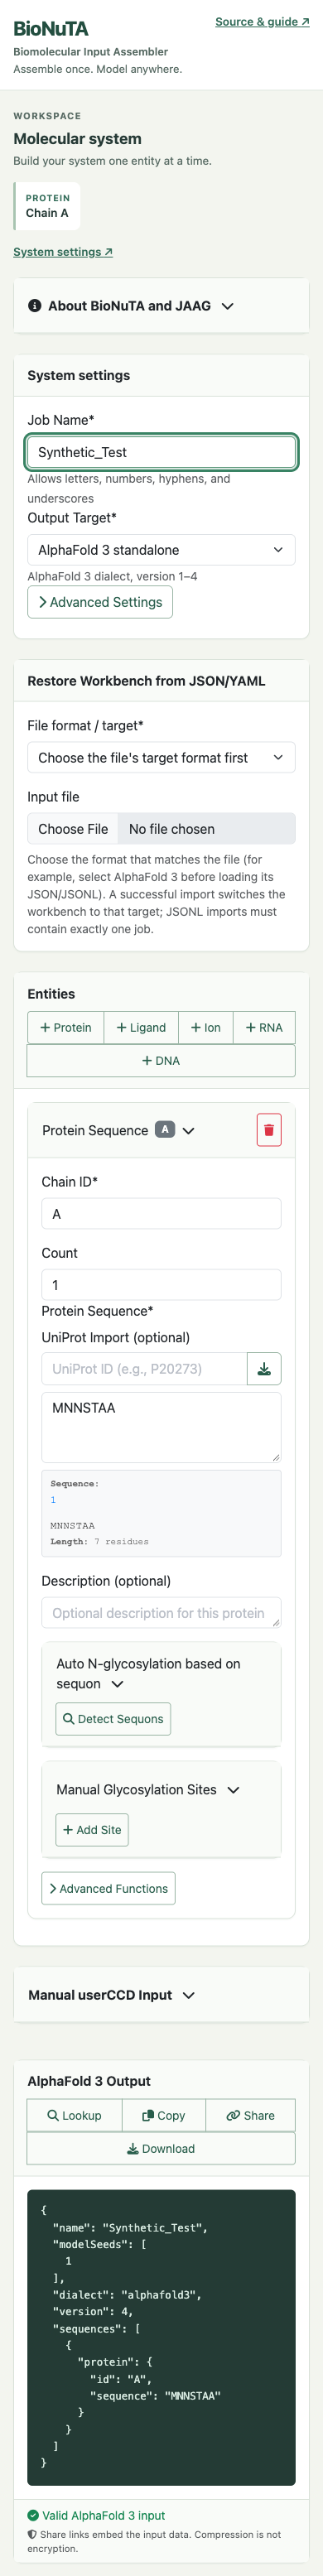 BioNuTA
Source & guide ↗
Biomolecular Input Assembler
Assemble once. Model anywhere.
WORKSPACE
Molecular system
Build your system one entity at a time.
PROTEIN
Chain A
System settings ↗
About BioNuTA and JAAG
System settings
Job Name*
Synthetic_Test
Allows letters, numbers, hyphens, and
underscores
Output Target*
AlphaFold 3 standalone
AlphaFold 3 dialect, version 1–4
Advanced Settings
Restore Workbench from JSON/YAML
File format / target*
Choose the file's target format first
Input file
Choose File No file chosen
Choose the format that matches the file (for
example, select AlphaFold 3 before loading its
JSON/JSONL). A successful import switches the
workbench to that target; JSONL imports must
contain exactly one job.
Entities
+ Protein + Ligand + Ion + RNA
+ DNA
Protein Sequence A
Chain ID*
A
Count
1
Protein Sequence*
UniProt Import (optional)
UniProt ID (e.g., P20273)
MNNSTAA
Sequence:
1
MNNSTAA
Length: 7 residues
Description (optional)
Optional description for this protein
Auto N-glycosylation based on
sequon
Detect Sequons
Manual Glycosylation Sites
+ Add Site
Advanced Functions
Manual userCCD Input
AlphaFold 3 Output
Lookup Copy Share
Download
{
"name": "Synthetic_Test",
"modelSeeds": [
1
],
"dialect": "alphafold3",
"version": 4,
"sequences": [
{
"protein": {
"id": "A",
"sequence": "MNNSTAA"
}
}
]
}
Valid AlphaFold 3 input
Share links embed the input data. Compression is not
encryption.